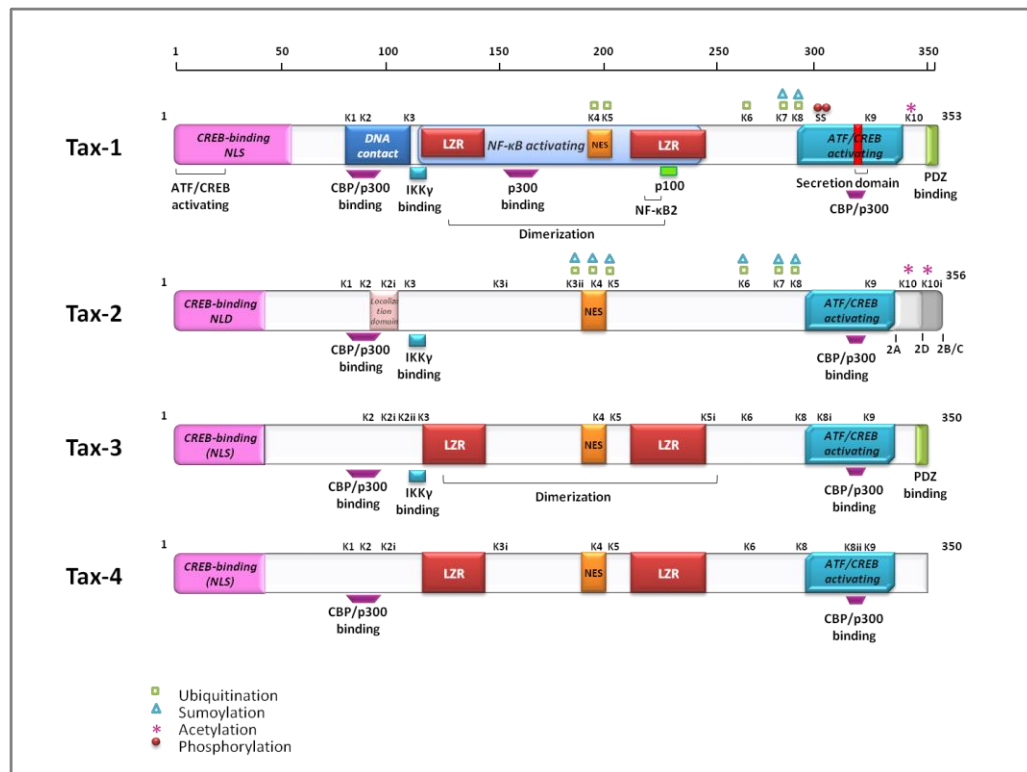 1 50 100 150 200 250 300 350
1 K1 K2 K3 K4 K5 K6 K7 K8 SS K9 K10 353
Tax-1
CREB-binding
NLS
DNA
contact
LZR
NF-κB activating
NES
LZR
ATF/CREB
activating
ATF/CREB
activating
CBP/p300
binding
IKKγ
binding
p300
binding
p100
NF-κB2
Dimerization
Secretion domain
CBP/p300
PDZ
binding
1 K1 K2 K2i K3 K3i K3ii K4 K5 K6 K7 K8 K9 K10 K10i 356
Tax-2
CREB-binding
NLD
Localiza
tion
domain
NES
ATF/CREB
activating
CBP/p300
binding
IKKγ
binding
CBP/p300
binding
2A 2D 2B/C
1 K2 K2i K2ii K3 K4 K5 K5i K6 K8 K8i K9 350
Tax-3
CREB-binding
(NLS)
LZR
NES
LZR
ATF/CREB
activating
CBP/p300
binding
IKKγ
binding
Dimerization
CBP/p300
binding
PDZ
binding
1 K1 K2 K2i K3i K4 K5 K6 K8 K8ii K9 350
Tax-4
CREB-binding
(NLS)
LZR
NES
LZR
ATF/CREB
activating
CBP/p300
binding
CBP/p300
binding
Ubiquitination
Sumoylation
Acetylation
Phosphorylation